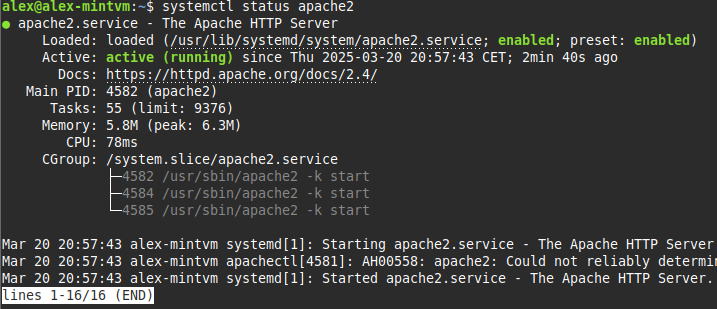 alex@alex-mintvm:~$ systemctl status apache2
● apache2.service - The Apache HTTP Server
     Loaded: loaded (/usr/lib/systemd/system/apache2.service; enabled; preset: enabled)
     Active: active (running) since Thu 2025-03-20 20:57:43 CET; 2min 40s ago
       Docs: https://httpd.apache.org/docs/2.4/
   Main PID: 4582 (apache2)
      Tasks: 55 (limit: 9376)
     Memory: 5.8M (peak: 6.3M)
        CPU: 78ms
     CGroup: /system.slice/apache2.service
             ├─4582 /usr/sbin/apache2 -k start
             ├─4584 /usr/sbin/apache2 -k start
             └─4585 /usr/sbin/apache2 -k start
Mar 20 20:57:43 alex-mintvm systemd[1]: Starting apache2.service - The Apache HTTP Server
Mar 20 20:57:43 alex-mintvm apachectl[4581]: AH00558: apache2: Could not reliably determin
Mar 20 20:57:43 alex-mintvm systemd[1]: Started apache2.service - The Apache HTTP Server.
lines 1-16/16 (END)